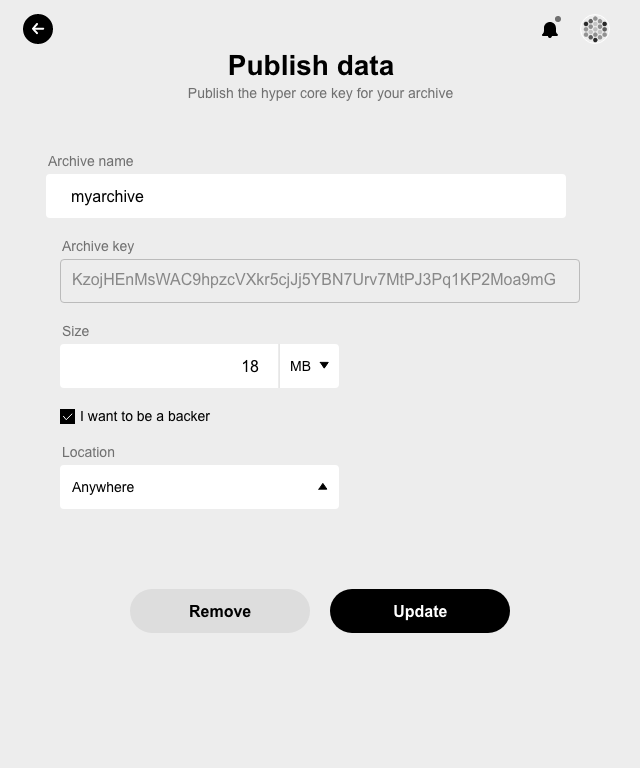 Publish data
Publish the hyper core key for your archive
Archive name
myarchive
Archive key
KzojHEnMsWAC9hpzcVXkr5cjJj5YBN7Urv7MtPJ3Pq1KP2Moa9mG
Size
18 MB
I want to be a backer
Location
Anywhere
Remove Update